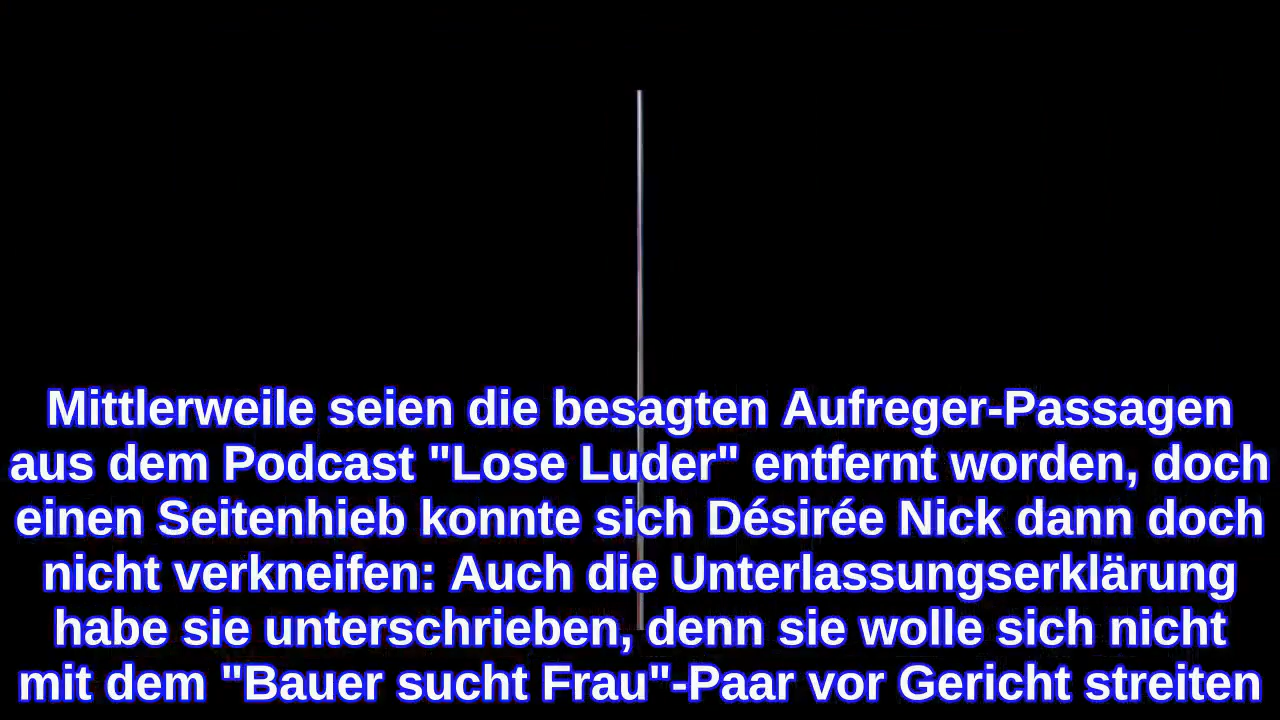 Mittlerweile seien die besagten Aufreger-Passagen
aus dem Podcast "Lose Luder" entfernt worden, doch
einen Seitenhieb konnte sich Désirée Nick dann doch
nicht verkneifen: Auch die Unterlassungserklärung
habe sie unterschrieben, denn sie wolle sich nicht
mit dem "Bauer sucht Frau"-Paar vor Gericht streiten